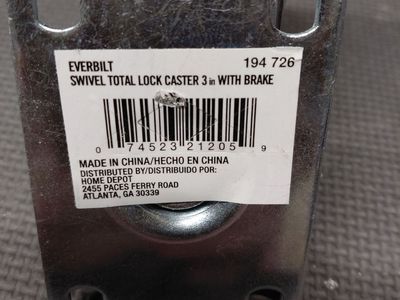 EVERBILT 194 726
SWIVEL TOTAL LOCK CASTER 3 in WITH BRAKE
0 74523 21205 9
MADE IN CHINA/HECHO EN CHINA
DISTRIBUTED BY/DISTRIBUIDO POR:
HOME DEPOT
2455 PACES FERRY ROAD
ATLANTA, GA 30339